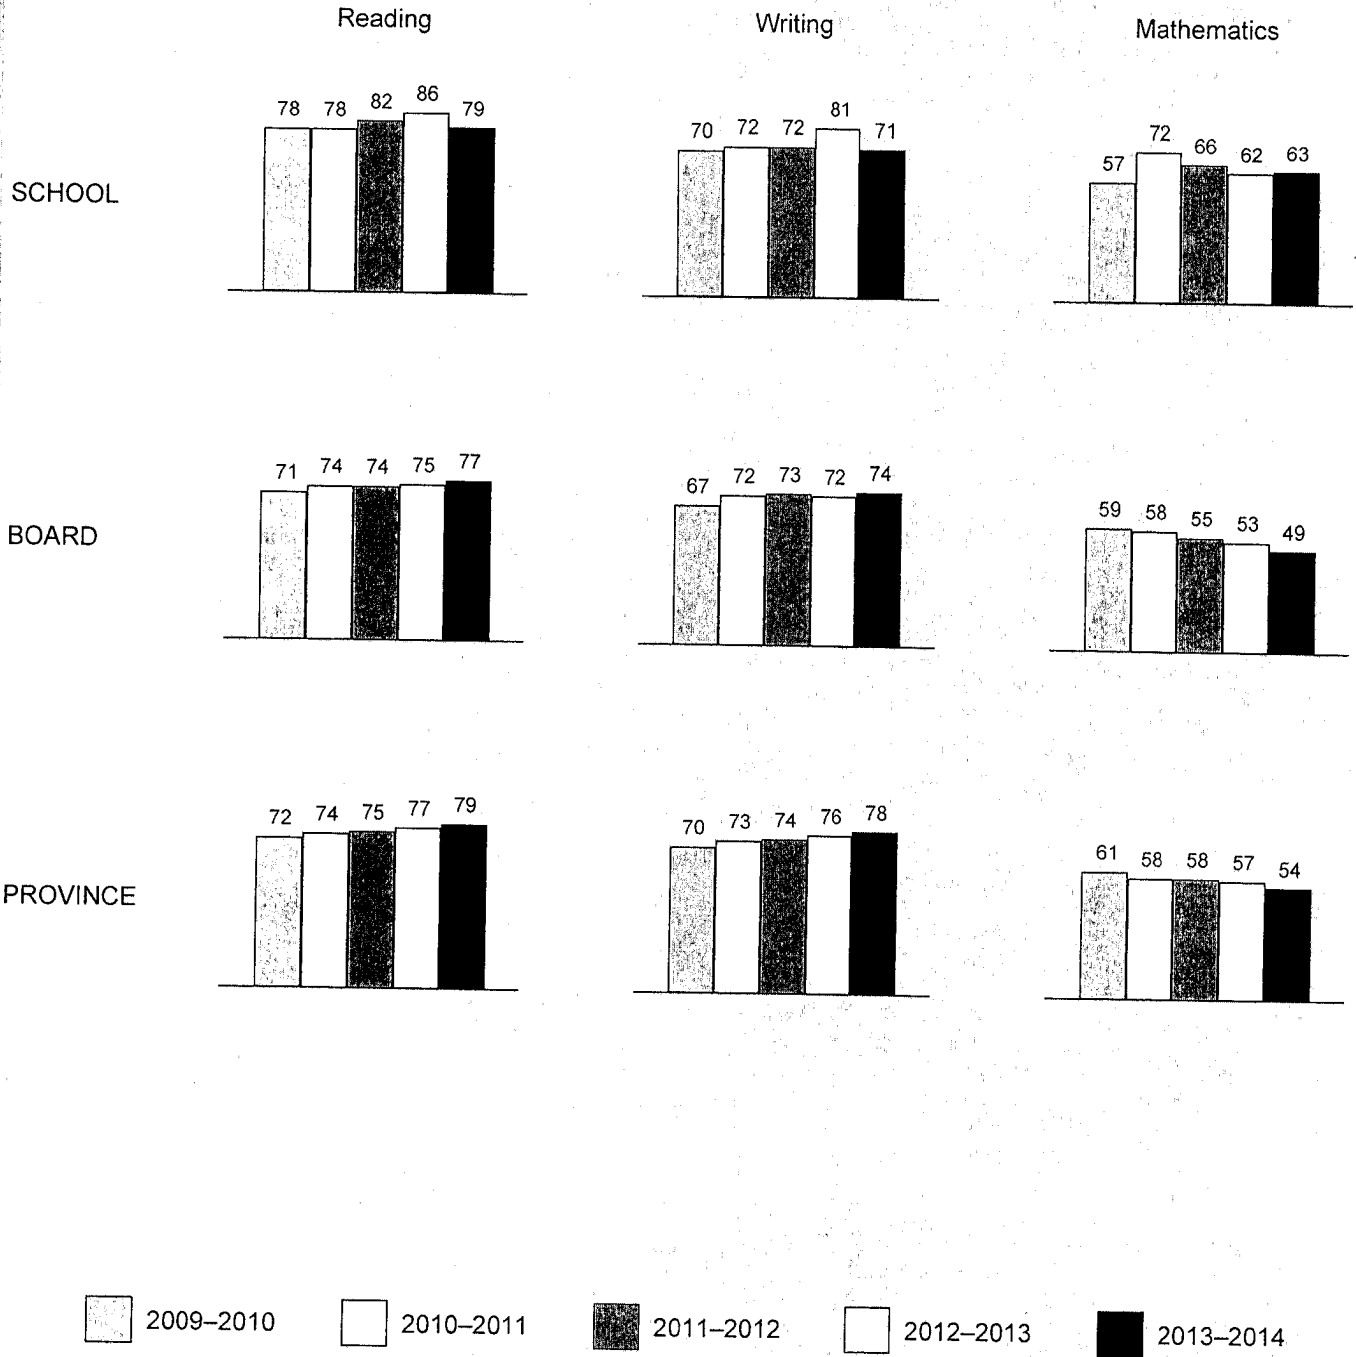 Reading Writing Mathematics
SCHOOL
78 78 82 86 79
70 72 72 81 71
57 72 66 62 63
BOARD
71 74 74 75 77
67 72 73 72 74
59 58 55 53 49
PROVINCE
72 74 75 77 79
70 73 74 76 78
61 58 58 57 54
2009–2010 2010–2011 2011–2012 2012–2013 2013–2014